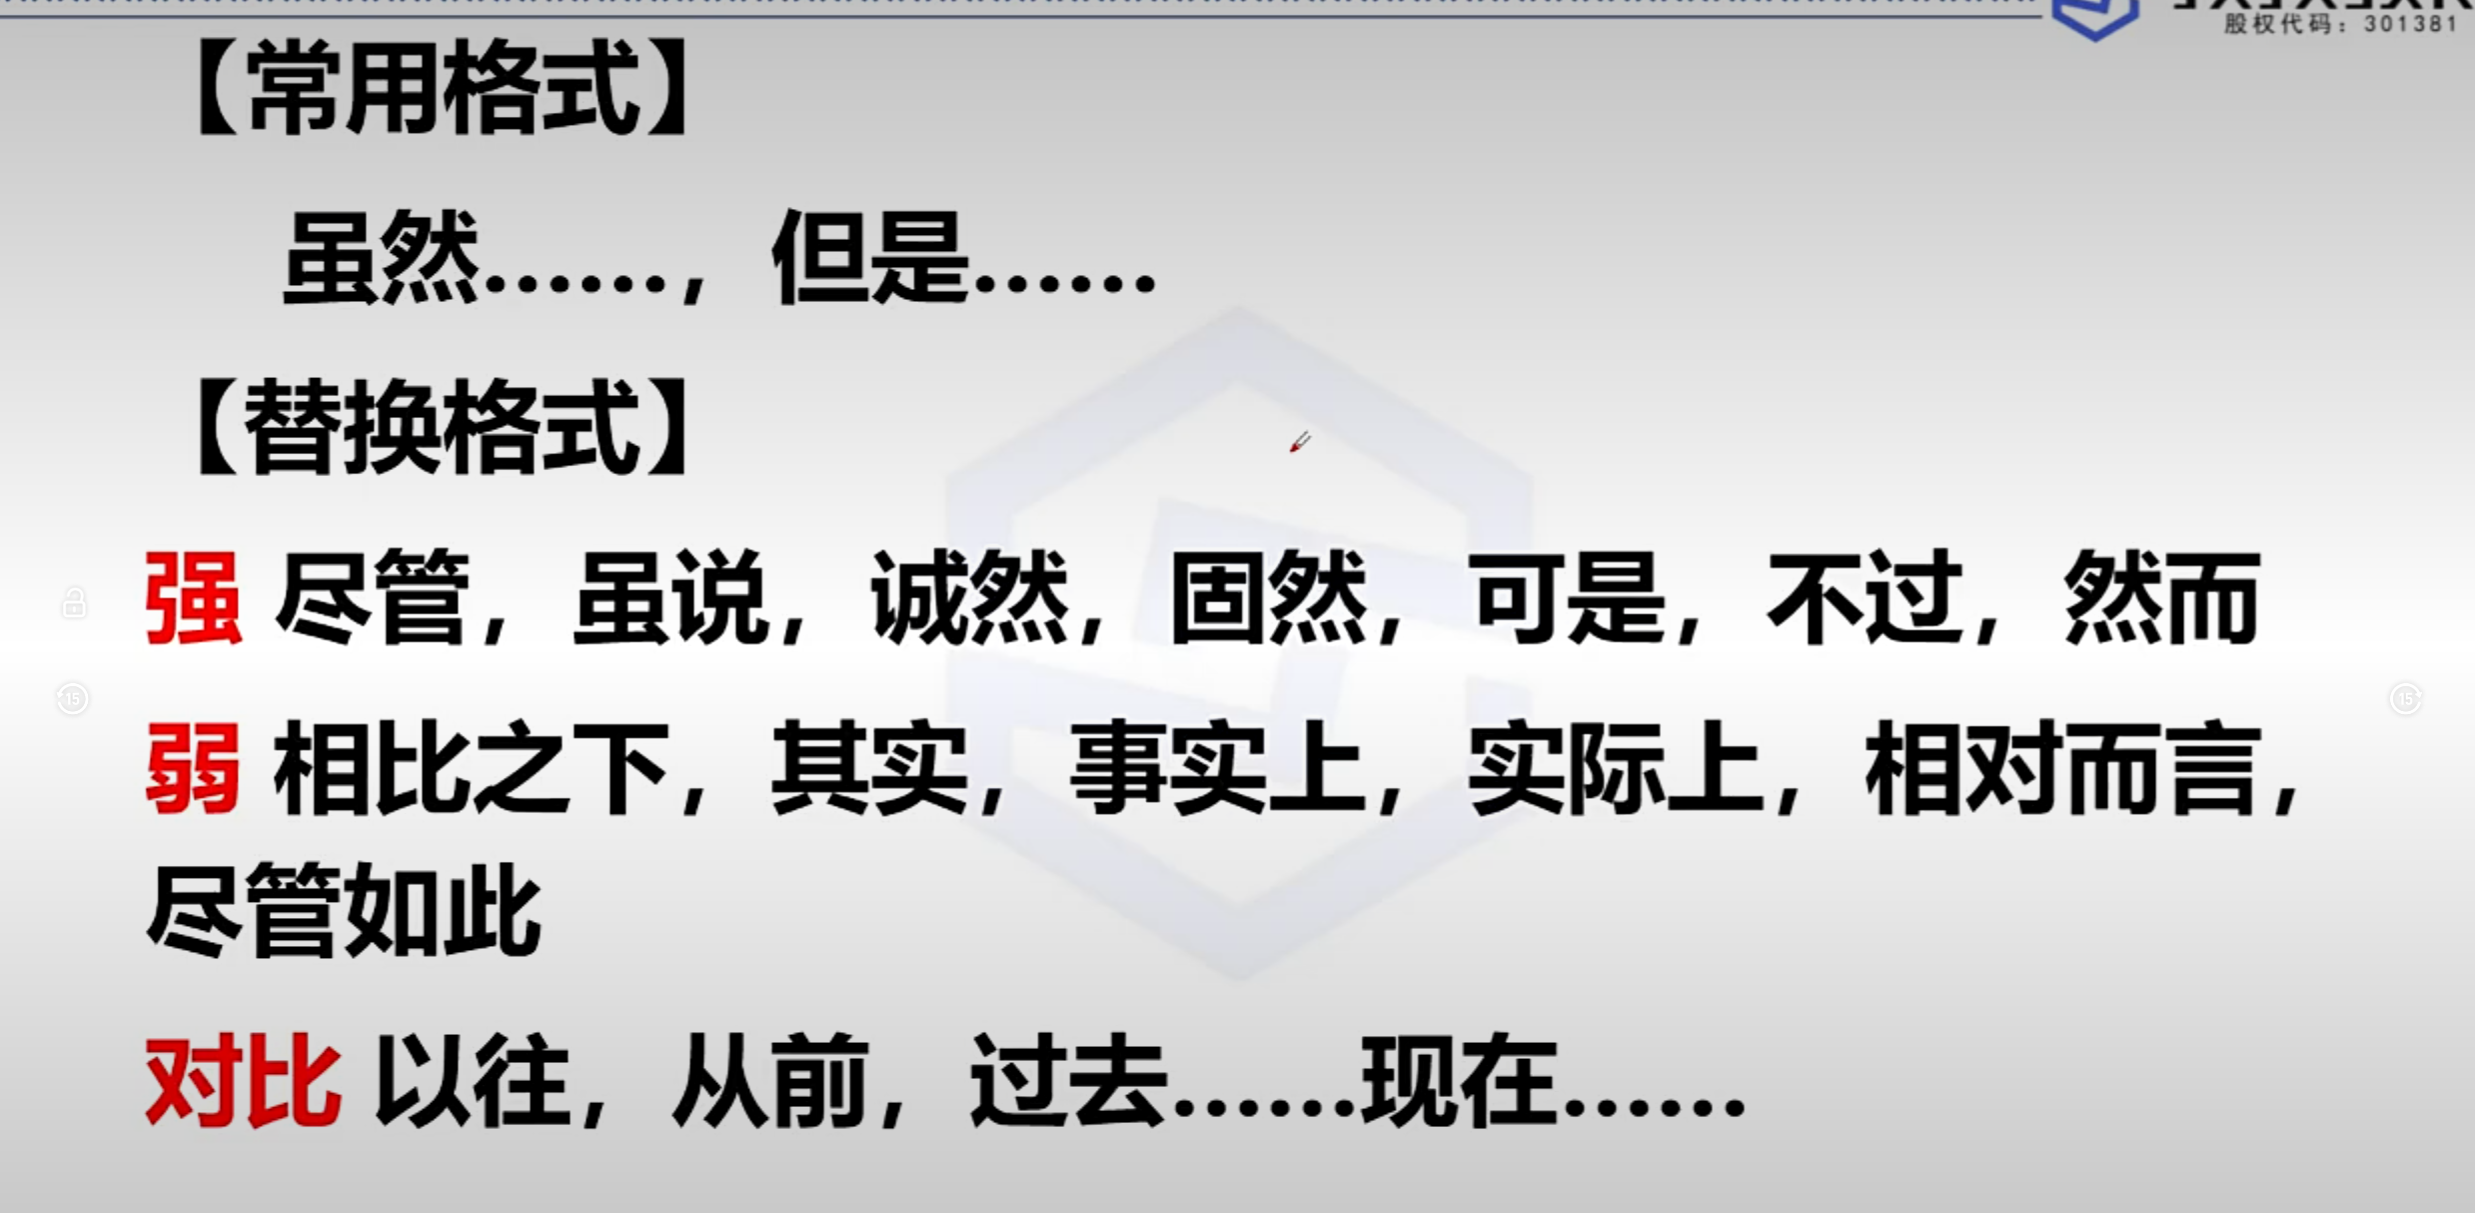 股权代码：301381
【常用格式】
虽然……，但是……
【替换格式】
强 尽管，虽说，诚然，固然，可是，不过，然而
弱 相比之下，其实，事实上，实际上，相对而言，
尽管如此
对比 以往，从前，过去……现在……
15
15